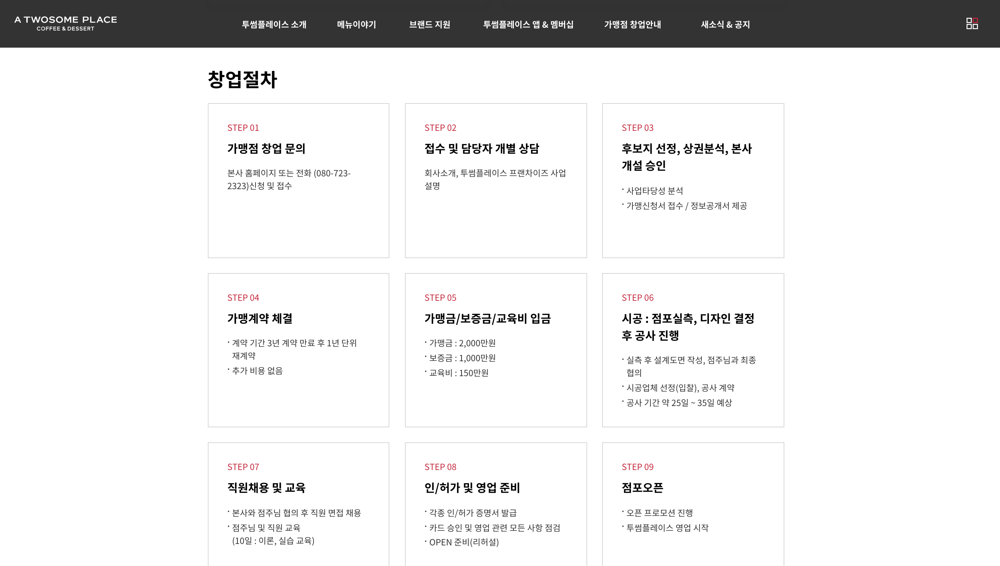 A TWOSOME PLACE
COFFEE & DESSERT
투썸플레이스 소개
메뉴이야기
브랜드 지원
투썸플레이스 앱 & 멤버십
가맹점 창업안내
새소식 & 공지
창업절차
STEP 01
가맹점 창업 문의
본사 홈페이지 또는 전화 (080-723-
2323)신청 및 접수
STEP 02
접수 및 담당자 개별 상담
회사소개, 투썸플레이스 프랜차이즈 사업
설명
STEP 03
후보지 선정, 상권분석, 본사
개설 승인
· 사업타당성 분석
· 가맹신청서 접수 / 정보공개서 제공
STEP 04
가맹계약 체결
· 계약 기간 3년 계약 만료 후 1년 단위
재계약
· 추가 비용 없음
STEP 05
가맹금/보증금/교육비 입금
· 가맹금 : 2,000만원
· 보증금 : 1,000만원
· 교육비 : 150만원
STEP 06
시공 : 점포실측, 디자인 결정
후 공사 진행
· 실측 후 설계도면 작성, 점주님과 최종
협의
· 시공업체 선정(입찰), 공사 계약
· 공사 기간 약 25일 ~ 35일 예상
STEP 07
직원채용 및 교육
· 본사와 점주님 협의 후 직원 면접 채용
· 점주님 및 직원 교육
(10일 : 이론, 실습 교육)
STEP 08
인/허가 및 영업 준비
· 각종 인/허가 증명서 발급
· 카드 승인 및 영업 관련 모든 사항 점검
· OPEN 준비(리허설)
STEP 09
점포오픈
· 오픈 프로모션 진행
· 투썸플레이스 영업 시작